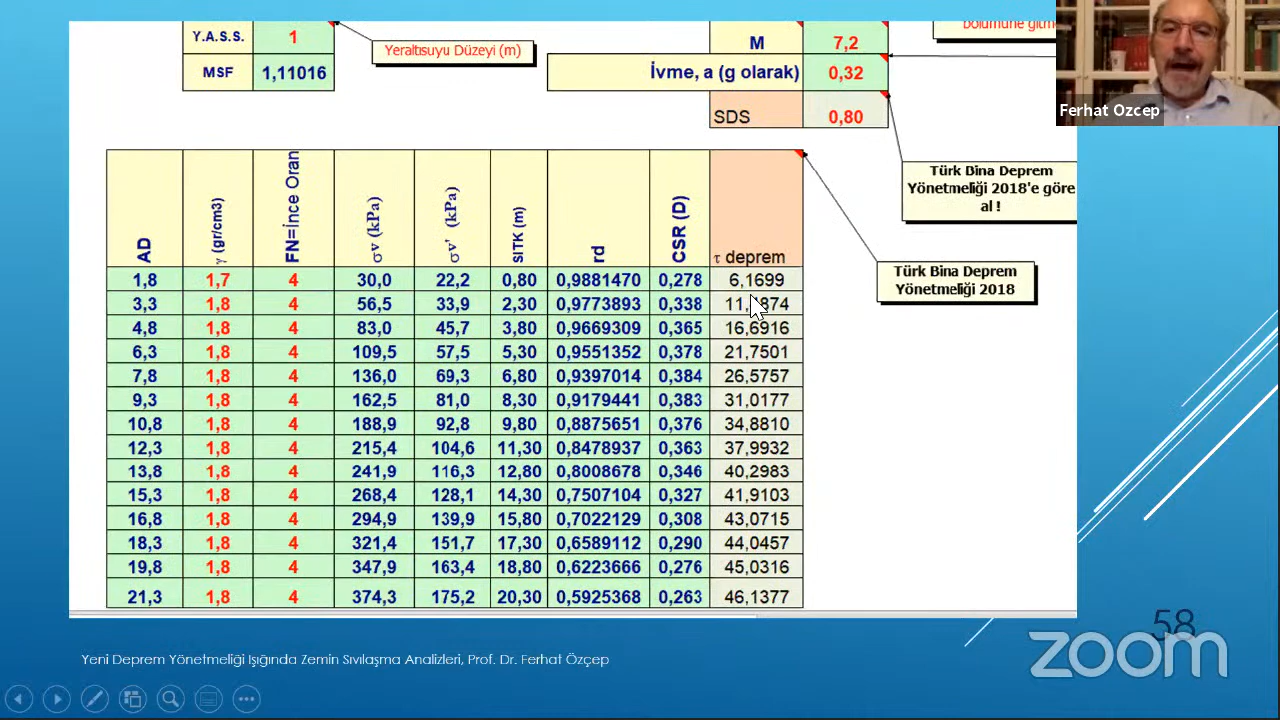 Y.A.S.S. 1
Yeraltısuyu Düzeyi (m)
MSF 1,11016
M 7,2
İvme, a (g olarak) 0,32
SDS 0,80
Ferhat Ozcep
Türk Bina Deprem
Yönetmeliği 2018'e göre
al !
Türk Bina Deprem
Yönetmeliği 2018
AD γ (gr/cm3) FN=İnce Oran σv (kPa) σv' (kPa) SITK (m) rd CSR (D) τ deprem
1,8 1,7 4 30,0 22,2 0,80 0,9881470 0,278 6,1699
3,3 1,8 4 56,5 33,9 2,30 0,9773893 0,338
4,8 1,8 4 83,0 45,7 3,80 0,9669309 0,365 16,6916
6,3 1,8 4 109,5 57,5 5,30 0,9551352 0,378 21,7501
7,8 1,8 4 136,0 69,3 6,80 0,9397014 0,384 26,5757
9,3 1,8 4 162,5 81,0 8,30 0,9179441 0,383 31,0177
10,8 1,8 4 188,9 92,8 9,80 0,8875651 0,376 34,8810
12,3 1,8 4 215,4 104,6 11,30 0,8478937 0,363 37,9932
13,8 1,8 4 241,9 116,3 12,80 0,8008678 0,346 40,2983
15,3 1,8 4 268,4 128,1 14,30 0,7507104 0,327 41,9103
16,8 1,8 4 294,9 139,9 15,80 0,7022129 0,308 43,0715
18,3 1,8 4 321,4 151,7 17,30 0,6589112 0,290 44,0457
19,8 1,8 4 347,9 163,4 18,80 0,6223666 0,276 45,0316
21,3 1,8 4 374,3 175,2 20,30 0,5925368 0,263 46,1377
58
Yeni Deprem Yönetmeliği Işığında Zemin Sıvılaşma Analizleri, Prof. Dr. Ferhat Özçep
zoom